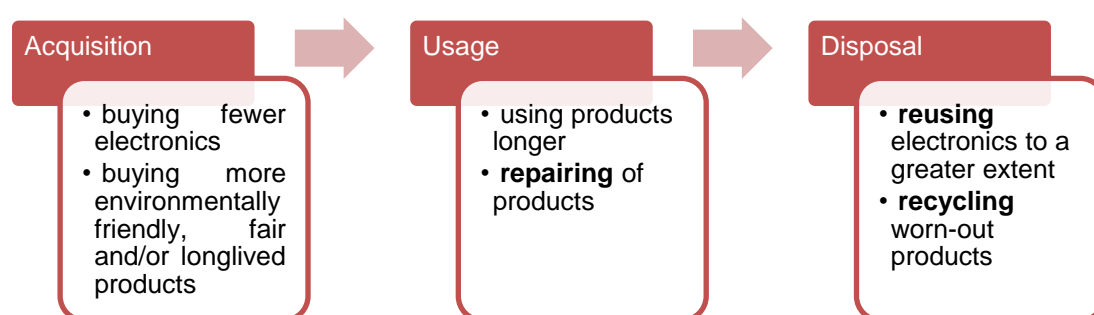 Acquisition
• buying fewer
electronics
• buying more
environmentally
friendly, fair
and/or longlived
products
Usage
• using products
longer
• repairing of
products
Disposal
• reusing
electronics to a
greater extent
• recycling
worn-out
products